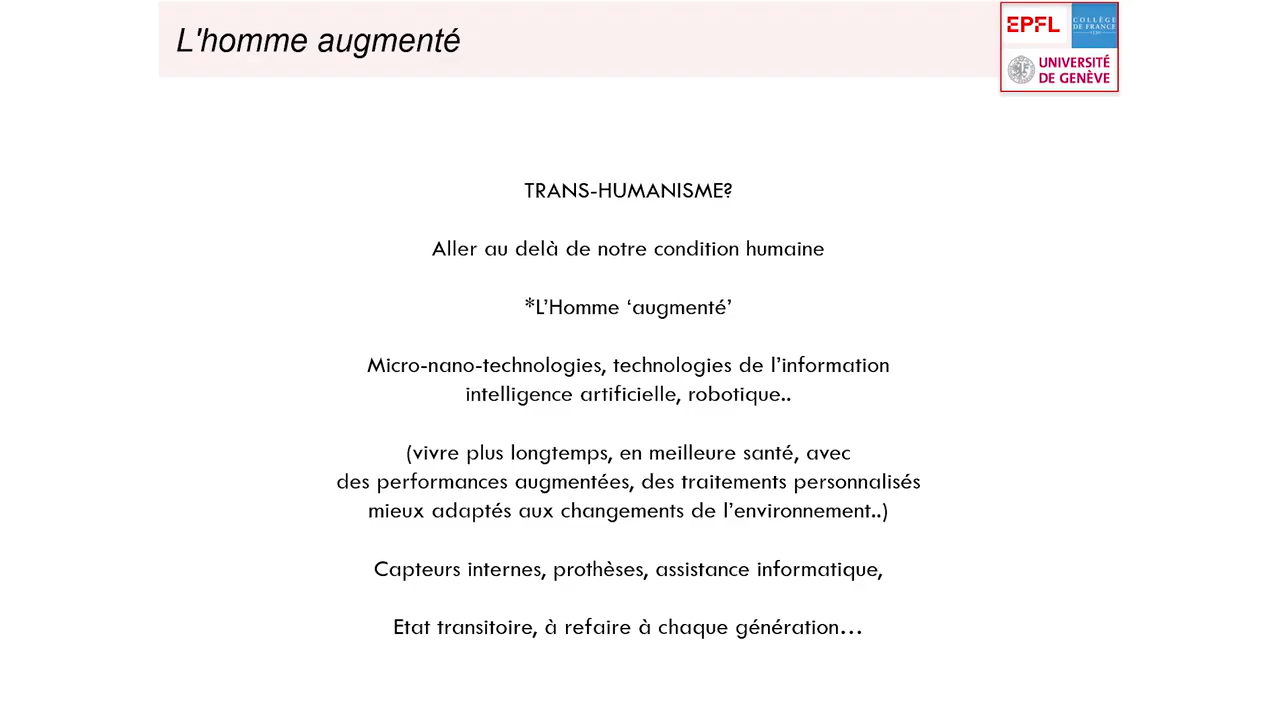 L'homme augmenté
EPFL
COLLÈGE
DE FRANCE
1530
UNIVERSITÉ
DE GENÈVE
TRANS-HUMANISME?
Aller au delà de notre condition humaine
*L’Homme ‘augmenté’
Micro-nano-technologies, technologies de l’information
intelligence artificielle, robotique..
(vivre plus longtemps, en meilleure santé, avec
des performances augmentées, des traitements personnalisés
mieux adaptés aux changements de l’environnement..)
Capteurs internes, prothèses, assistance informatique,
Etat transitoire, à refaire à chaque génération…